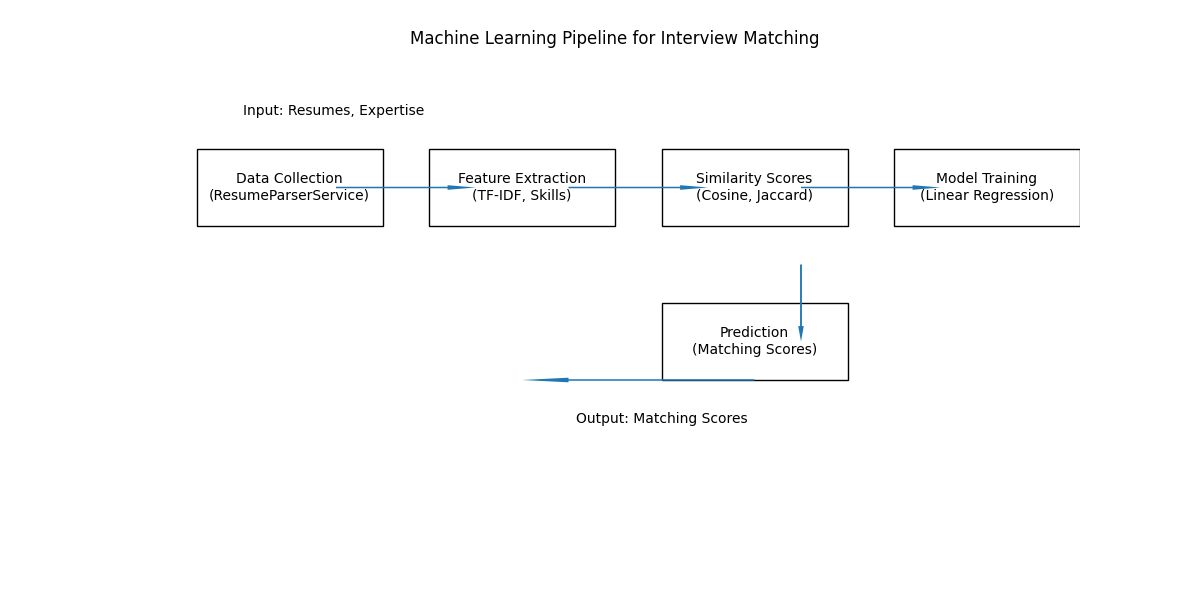 Machine Learning Pipeline for Interview Matching
Input: Resumes, Expertise
Data Collection
(ResumeParserService)
Feature Extraction
(TF-IDF, Skills)
Similarity Scores
(Cosine, Jaccard)
Model Training
(Linear Regression)
Prediction
(Matching Scores)
Output: Matching Scores